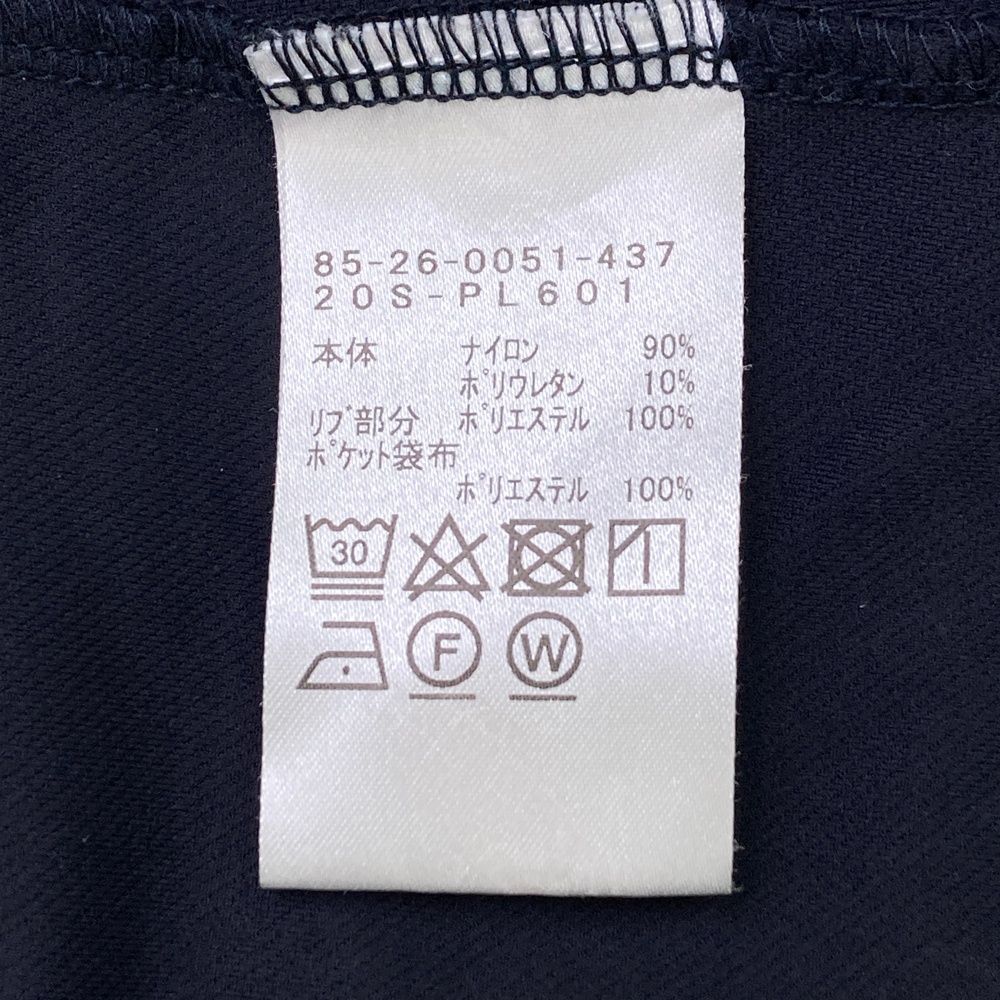 85-26-0051-437
20S-PL601
本体 ナイロン 90%
ポリウレタン 10%
リブ部分 ポリエステル 100%
ポケット袋布
ポリエステル 100%
30
F W